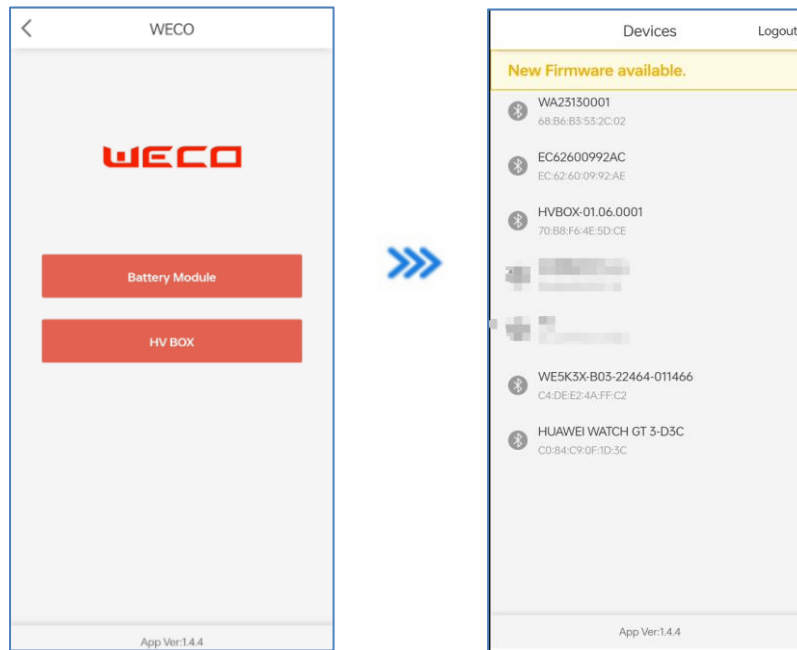 WECO
WECO
Battery Module
HV BOX
App Ver:1.4.4
Devices
Logout
New Firmware available.
WA23130001
68:B6:B3:53:2C:02
EC62600992AC
EC:62:60:09:92:AE
HVBOX-01.06.0001
70:B8:F6:4E:5D:CE
WE5K3X-B03-22464-011466
C4:DE:E2:4A:FF:C2
HUAWEI WATCH GT 3-D3C
C0:84:C9:0F:1D:3C
App Ver:1.4.4